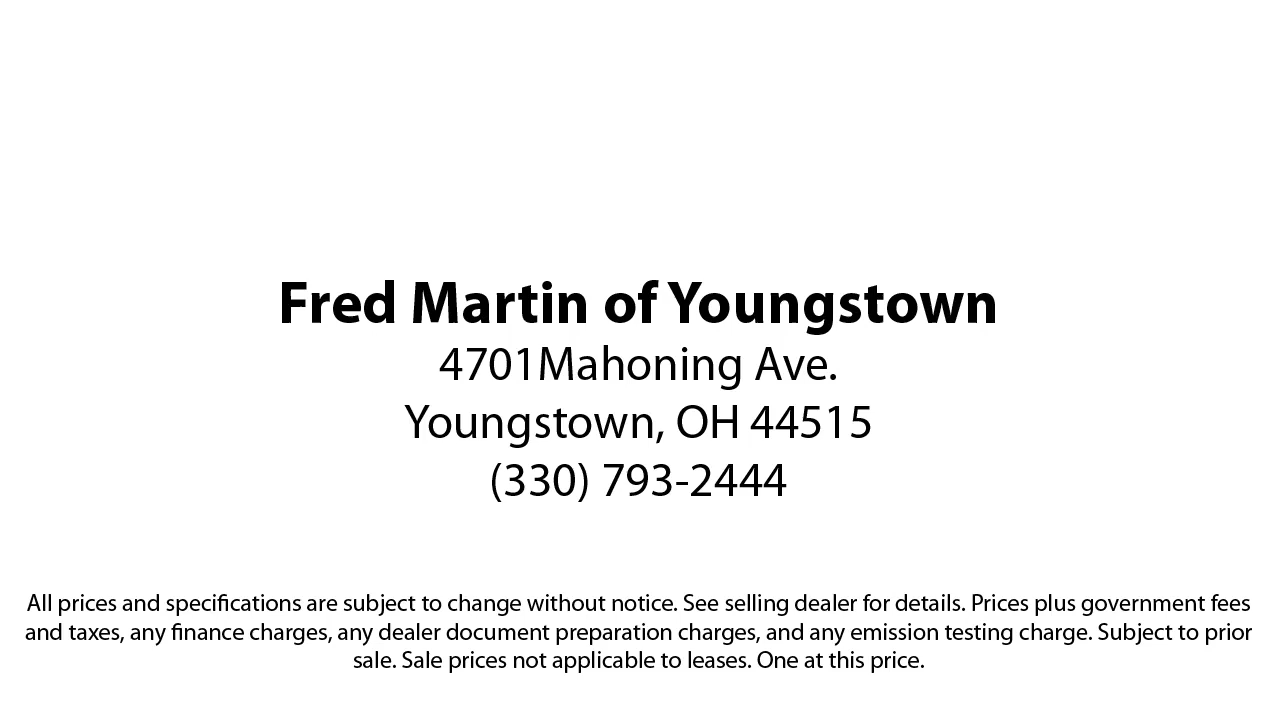 Fred Martin of Youngstown
4701Mahoning Ave.
Youngstown, OH 44515
(330) 793-2444
All prices and specifications are subject to change without notice. See selling dealer for details. Prices plus government fees
and taxes, any finance charges, any dealer document preparation charges, and any emission testing charge. Subject to prior
sale. Sale prices not applicable to leases. One at this price.